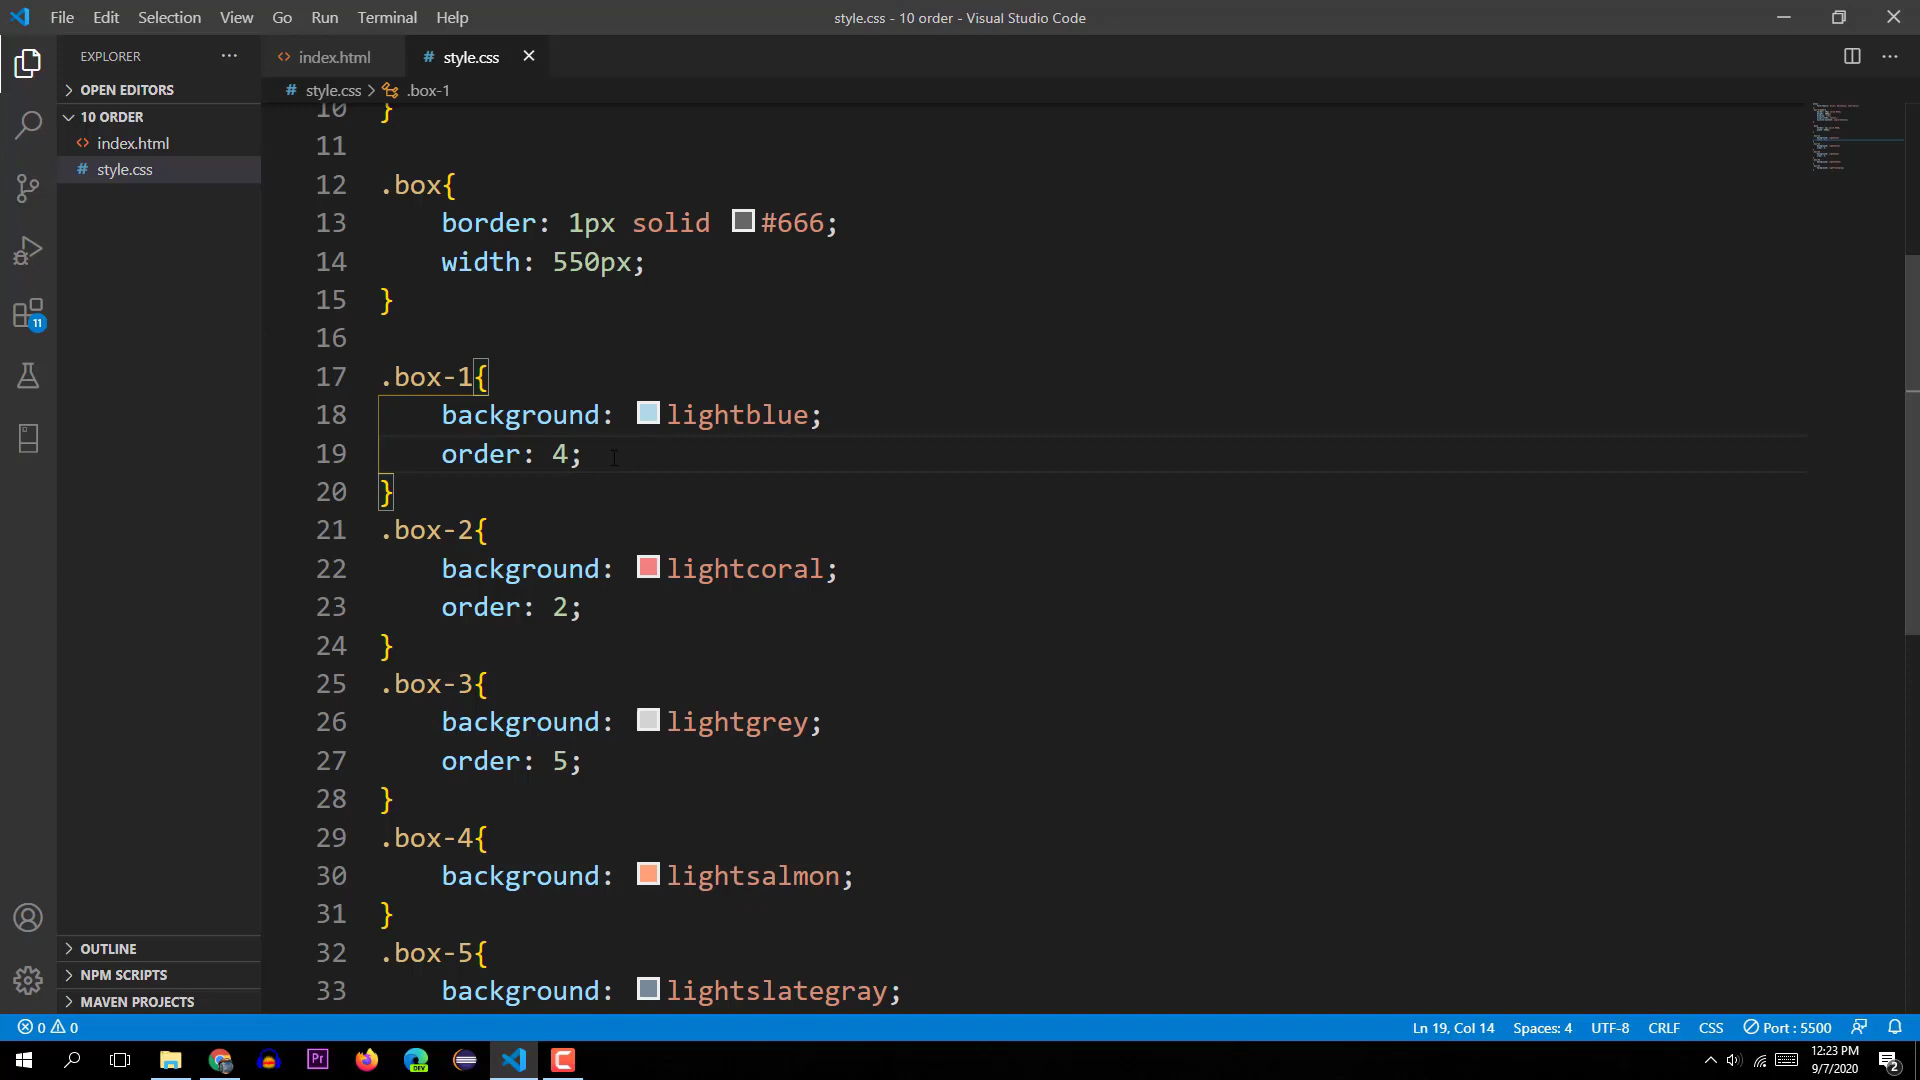 File Edit Selection View Go Run Terminal Help
style.css - 10 order - Visual Studio Code
EXPLORER
OPEN EDITORS
10 ORDER
index.html
style.css
11
index.html
style.css
style.css > .box-1
10 }
11
12 .box{
13 border: 1px solid #666;
14 width: 550px;
15 }
16
17 .box-1{
18 background: lightblue;
19 order: 4;
20 }
21 .box-2{
22 background: lightcoral;
23 order: 2;
24 }
25 .box-3{
26 background: lightgrey;
27 order: 5;
28 }
29 .box-4{
30 background: lightsalmon;
31 }
32 .box-5{
33 background: lightslategray;
OUTLINE
NPM SCRIPTS
MAVEN PROJECTS
0 0
Ln 19, Col 14 Spaces: 4 UTF-8 CRLF CSS Port : 5500
Pr
DEV
12:23 PM
9/7/2020
2